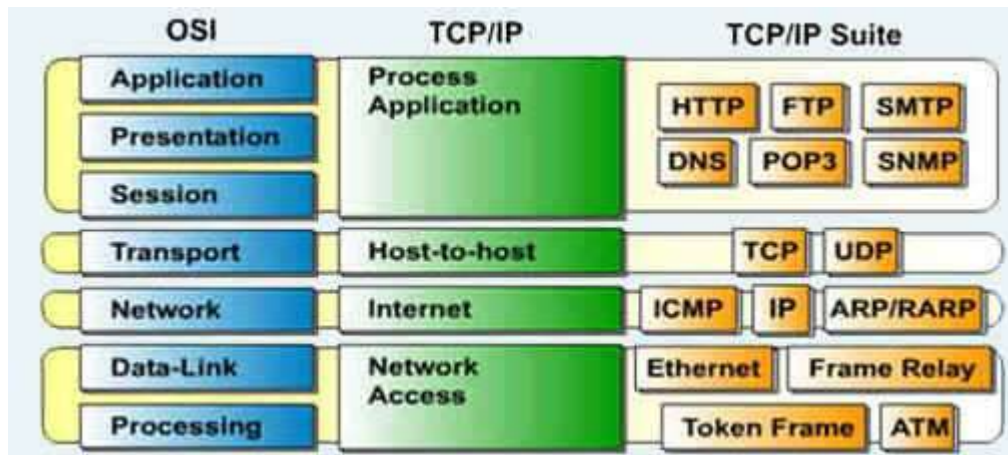 OSI TCP/IP TCP/IP Suite
Application
Presentation
Session
Process
Application
HTTP FTP SMTP
DNS POP3 SNMP
Transport Host-to-host TCP UDP
Network Internet ICMP IP ARP/RARP
Data-Link
Processing
Network
Access
Ethernet Frame Relay
Token Frame ATM